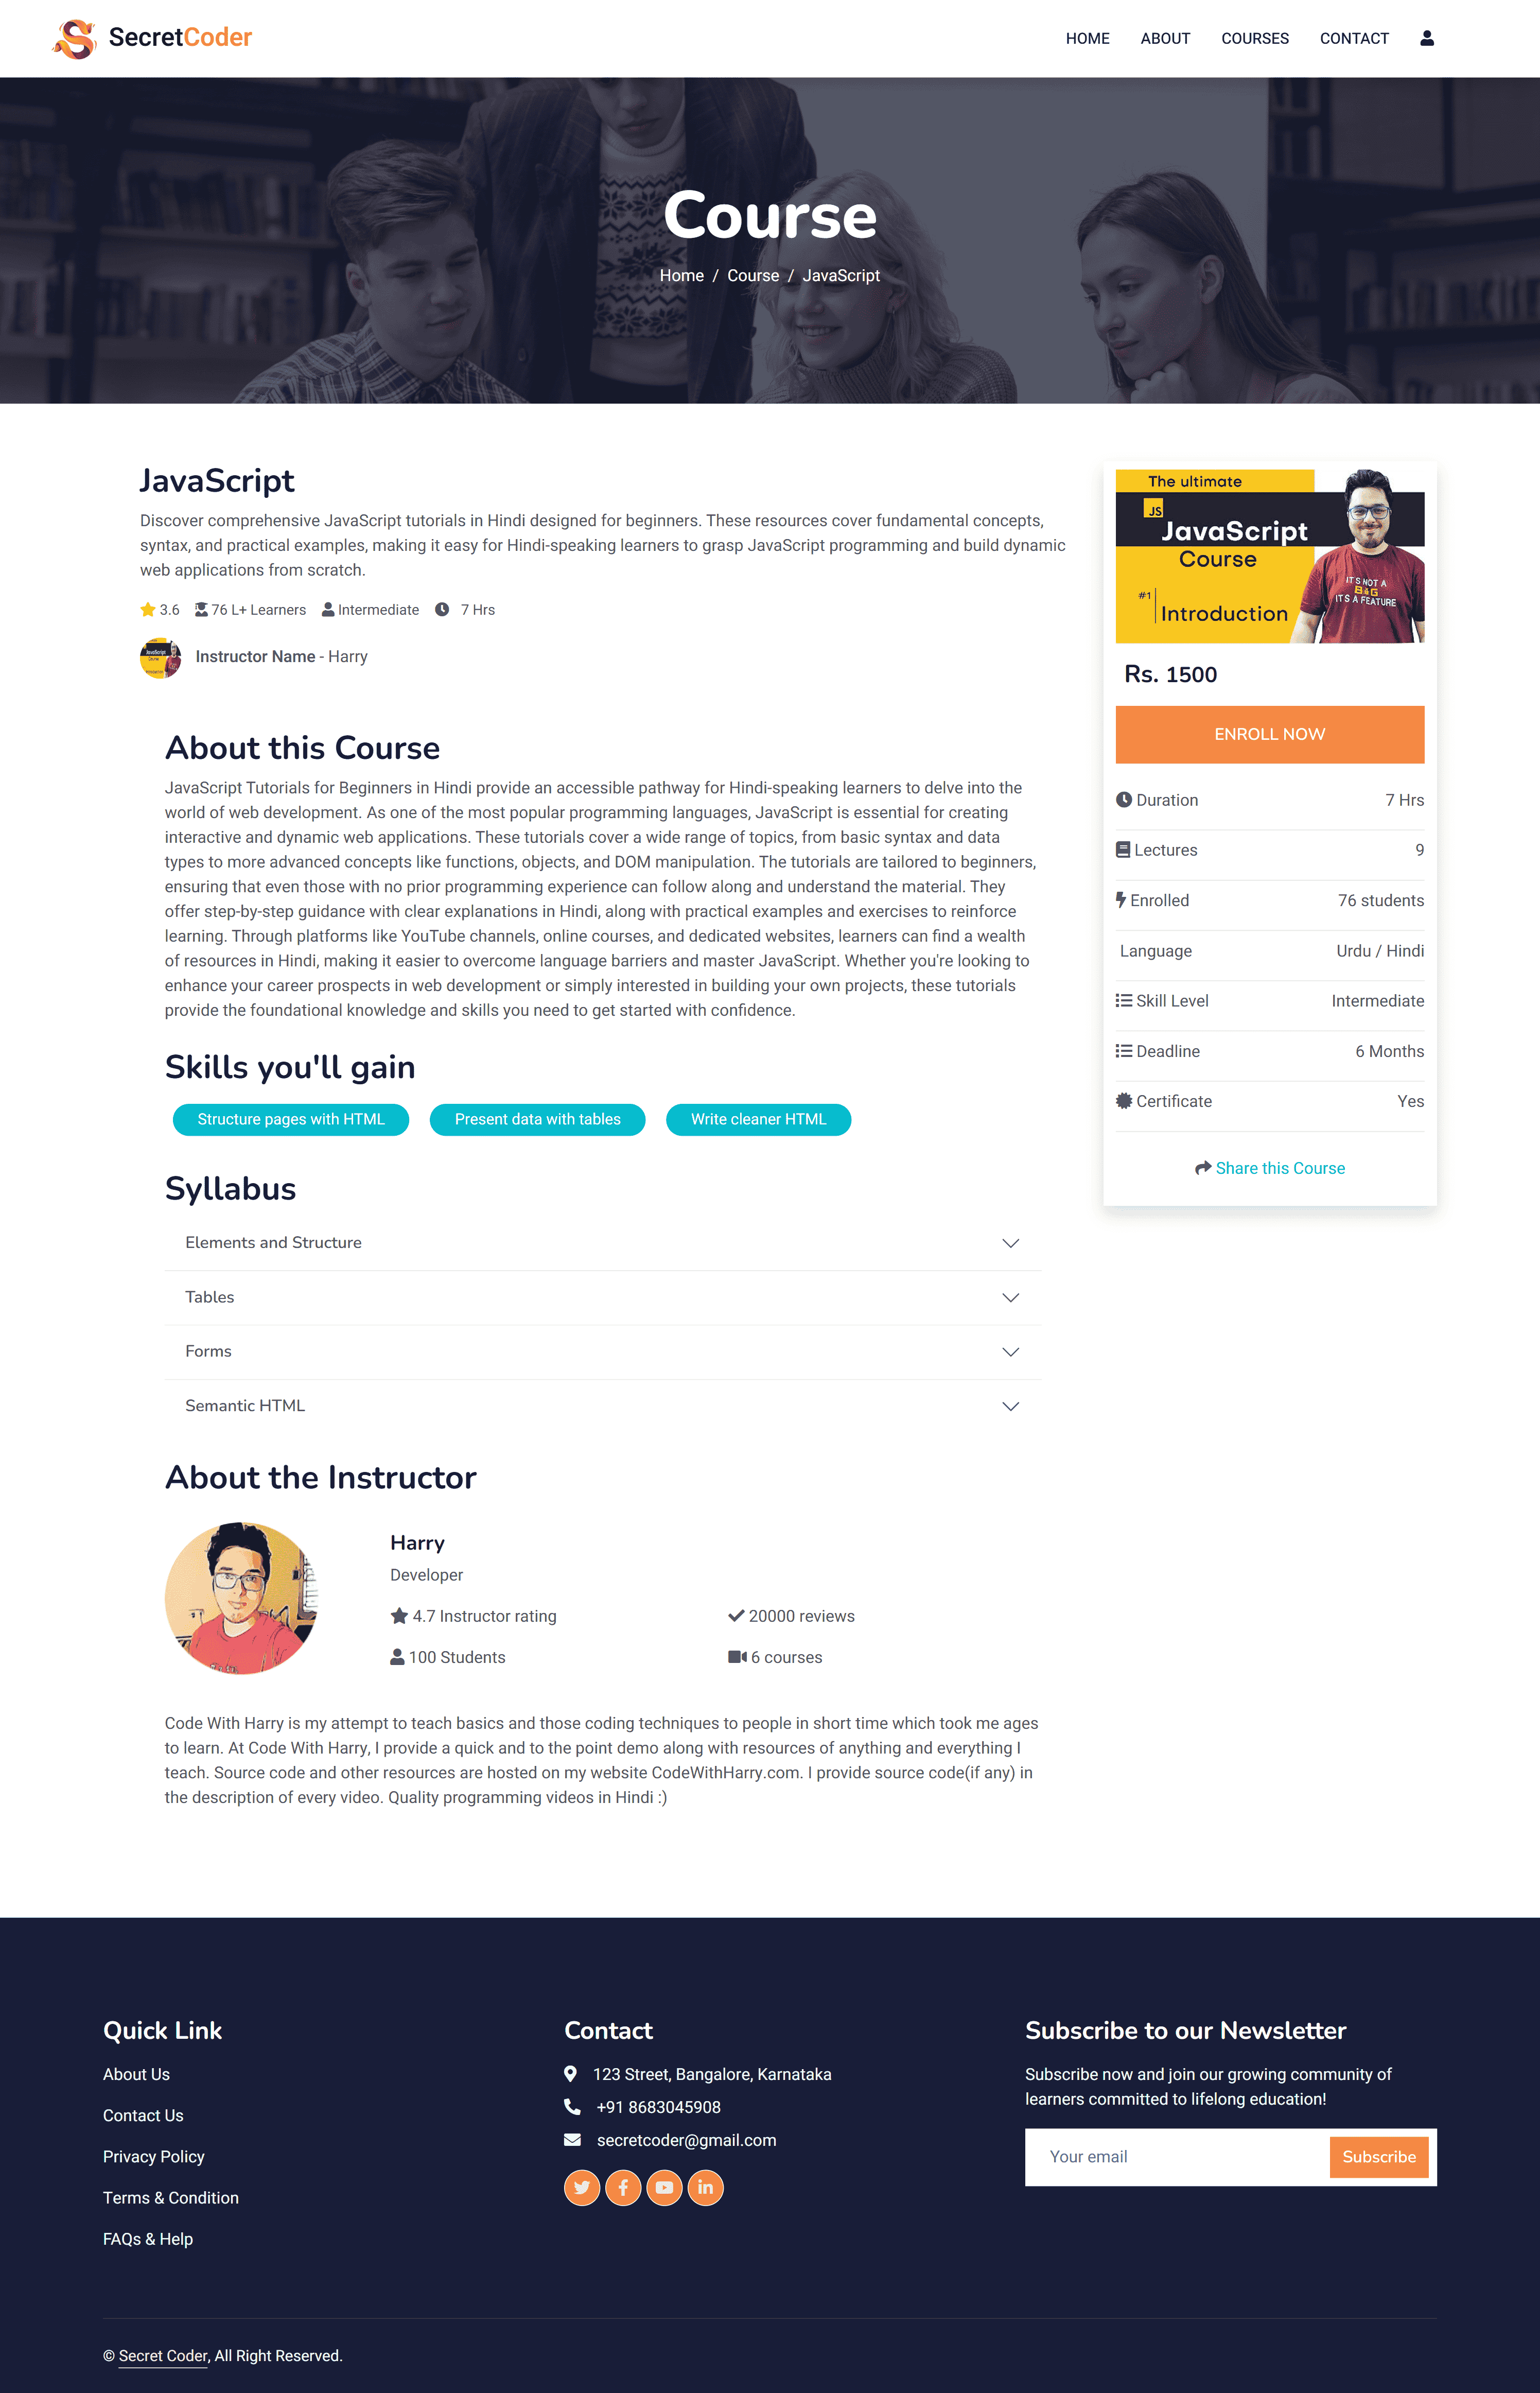 SecretCoder
HOME
ABOUT
COURSES
CONTACT
Course
Home / Course / JavaScript
JavaScript
Discover comprehensive JavaScript tutorials in Hindi designed for beginners. These resources cover fundamental concepts,
syntax, and practical examples, making it easy for Hindi-speaking learners to grasp JavaScript programming and build dynamic
web applications from scratch.
3.6
76 L+ Learners
Intermediate
7 Hrs
Instructor Name - Harry
The ultimate
JS
JavaScript
Course
#1
Introduction
IT'S NOT A
BUG
IT'S A FEATURE
Rs. 1500
ENROLL NOW
Duration 7 Hrs
Lectures 9
Enrolled 76 students
Language Urdu / Hindi
Skill Level Intermediate
Deadline 6 Months
Certificate Yes
Share this Course
About this Course
JavaScript Tutorials for Beginners in Hindi provide an accessible pathway for Hindi-speaking learners to delve into the
world of web development. As one of the most popular programming languages, JavaScript is essential for creating
interactive and dynamic web applications. These tutorials cover a wide range of topics, from basic syntax and data
types to more advanced concepts like functions, objects, and DOM manipulation. The tutorials are tailored to beginners,
ensuring that even those with no prior programming experience can follow along and understand the material. They
offer step-by-step guidance with clear explanations in Hindi, along with practical examples and exercises to reinforce
learning. Through platforms like YouTube channels, online courses, and dedicated websites, learners can find a wealth
of resources in Hindi, making it easier to overcome language barriers and master JavaScript. Whether you're looking to
enhance your career prospects in web development or simply interested in building your own projects, these tutorials
provide the foundational knowledge and skills you need to get started with confidence.
Skills you'll gain
Structure pages with HTML
Present data with tables
Write cleaner HTML
Syllabus
Elements and Structure
Tables
Forms
Semantic HTML
About the Instructor
Harry
Developer
4.7 Instructor rating
20000 reviews
100 Students
6 courses
Code With Harry is my attempt to teach basics and those coding techniques to people in short time which took me ages
to learn. At Code With Harry, I provide a quick and to the point demo along with resources of anything and everything I
teach. Source code and other resources are hosted on my website CodeWithHarry.com. I provide source code(if any) in
the description of every video. Quality programming videos in Hindi :)
Quick Link
About Us
Contact Us
Privacy Policy
Terms & Condition
FAQs & Help
Contact
123 Street, Bangalore, Karnataka
+91 8683045908
secretcoder@gmail.com
Subscribe to our Newsletter
Subscribe now and join our growing community of
learners committed to lifelong education!
Your email
Subscribe
© Secret Coder, All Right Reserved.